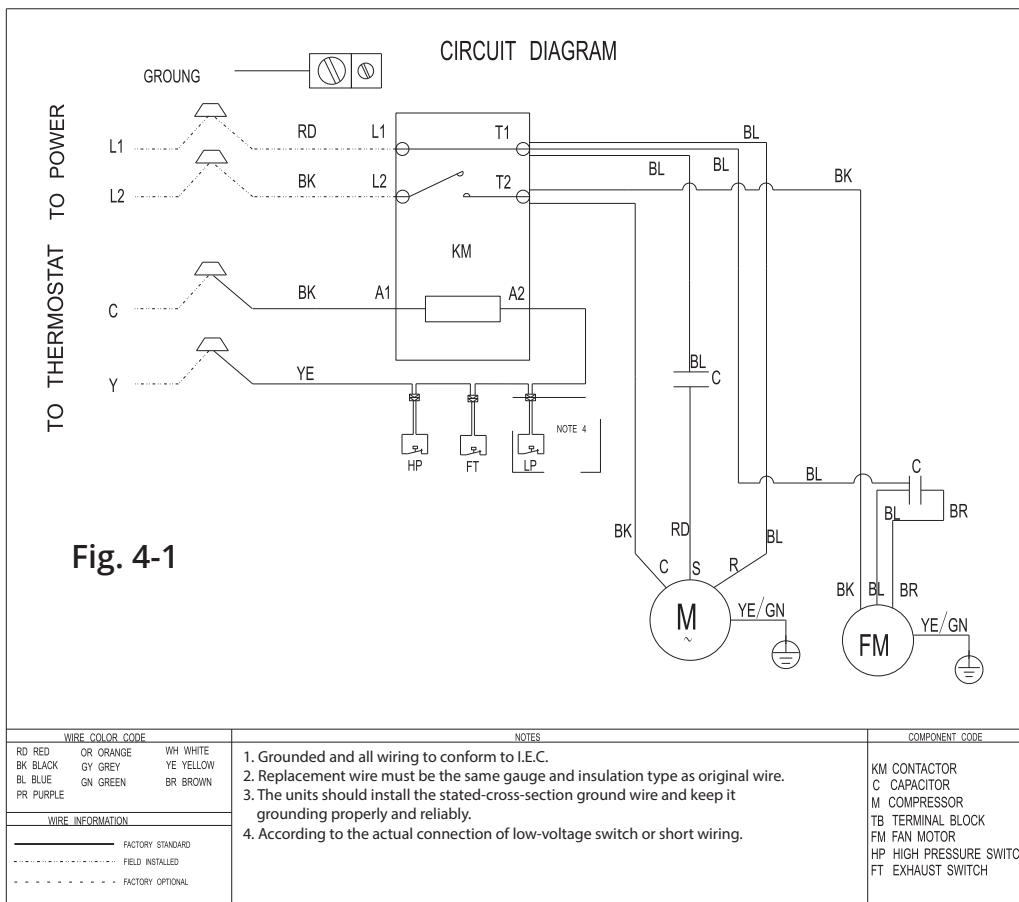 CIRCUIT DIAGRAM
GROUNG
TO POWER
TO THERMOSTAT
L1
RD
L1
T1
BL
BL
BL
L2
BK
L2
T2
BK
KM
C
BK
A1
A2
Y
YE
BL
C
HP
FT
LP
NOTE 4
BL
C
BL
BR
BK
RD
BL
C
S
R
M
~
YE/GN
BK
BL
BR
FM
YE/GN
Fig. 4-1
WIRE COLOR CODE
RD RED OR ORANGE WH WHITE
BK BLACK GY GREY YE YELLOW
BL BLUE GN GREEN BR BROWN
PR PURPLE
WIRE INFORMATION
FACTORY STANDARD
FIELD INSTALLED
FACTORY OPTIONAL
NOTES
1. Grounded and all wiring to conform to I.E.C.
2. Replacement wire must be the same gauge and insulation type as original wire.
3. The units should install the stated-cross-section ground wire and keep it
grounding properly and reliably.
4. According to the actual connection of low-voltage switch or short wiring.
COMPONENT CODE
KM CONTACTOR
C CAPACITOR
M COMPRESSOR
TB TERMINAL BLOCK
FM FAN MOTOR
HP HIGH PRESSURE SWITC
FT EXHAUST SWITCH